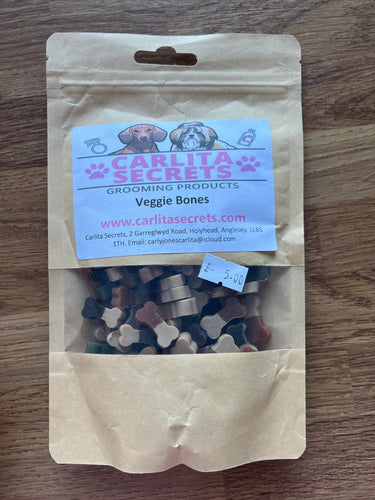 CARLITA
SECRETS
GROOMING PRODUCTS
Veggie Bones
www.carlitasecrets.com
Carlita Secrets, 2 Garreglwyd Road, Holyhead, Anglesey. LL65
1TH. Email: carlyjonescarlita@icloud.com
£- 5.00